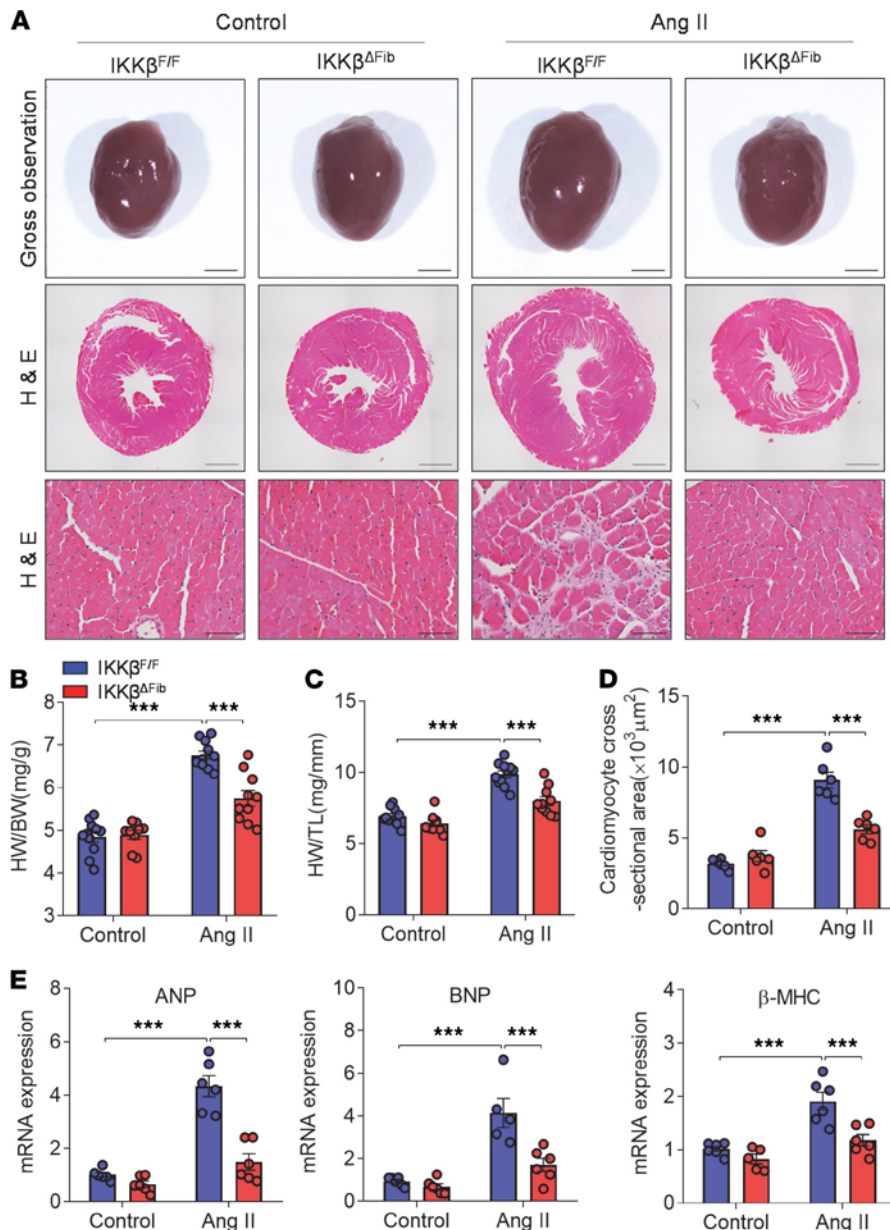 A
Control
Ang II
IKKβF/F
IKKβΔFib
IKKβF/F
IKKβΔFib
Gross observation
H & E
H & E
B
IKKβF/F
IKKβΔFib
HW/BW(mg/g)
8
7
6
5
4
3
***
***
Control
Ang II
C
HW/TL(mg/mm)
15
10
5
0
***
***
Control
Ang II
D
Cardiomyocyte cross
-sectional area(×10³μm²)
15
10
5
0
***
***
Control
Ang II
E
ANP
mRNA expression
8
6
4
2
0
***
***
Control
Ang II
BNP
mRNA expression
10
8
6
4
2
0
***
***
Control
Ang II
β-MHC
mRNA expression
4
3
2
1
0
***
***
Control
Ang II